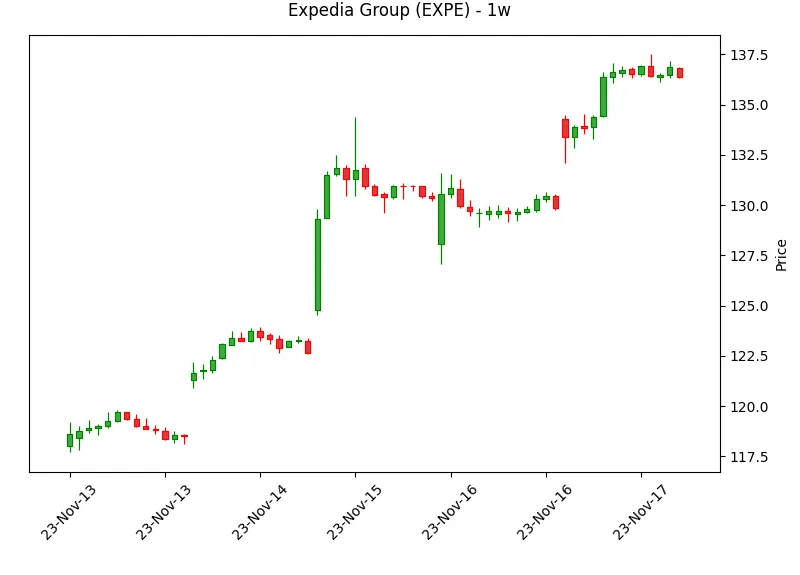 Expedia Group (EXPE) - 1w
137.5
135.0
132.5
130.0
127.5
125.0
122.5
120.0
117.5
Price
23-Nov-13
23-Nov-13
23-Nov-14
23-Nov-15
23-Nov-16
23-Nov-16
23-Nov-17